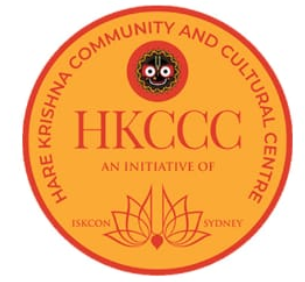 HARE KRISHNA COMMUNITY AND CULTURAL CENTRE
HKCCC
AN INITIATIVE OF
ISKCON SYDNEY